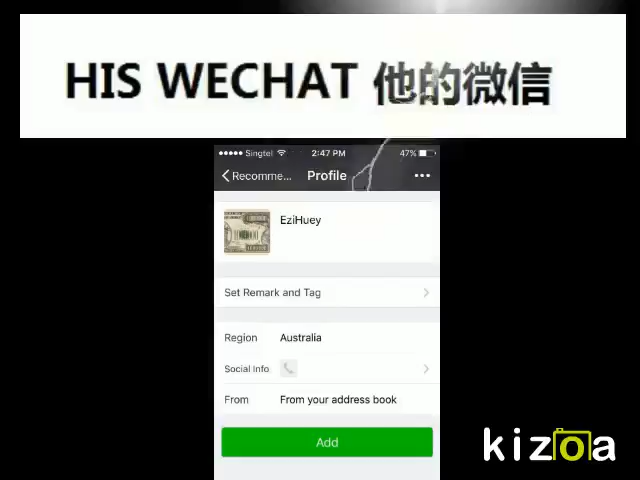 HIS WECHAT 他的微信
Singtel 2:47 PM 47%
Recomme... Profile
EziHuey
Set Remark and Tag
Region Australia
Social Info
From From your address book
Add
kizoa